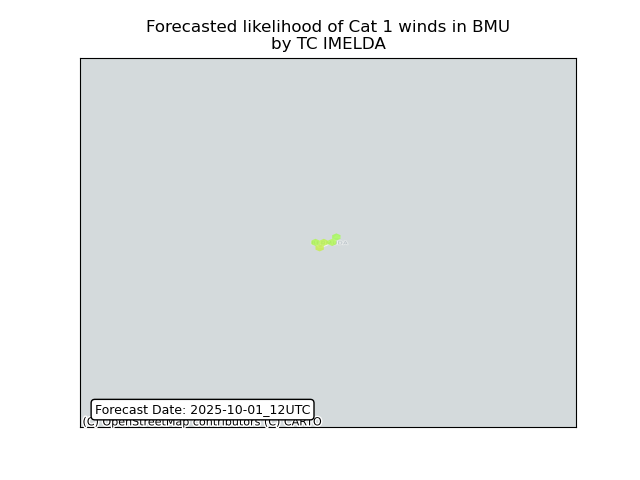 Forecasted likelihood of Cat 1 winds in BMU
by TC IMELDA
Forecast Date: 2025-10-01_12UTC
(C) OpenStreetMap contributors (C) CARTO